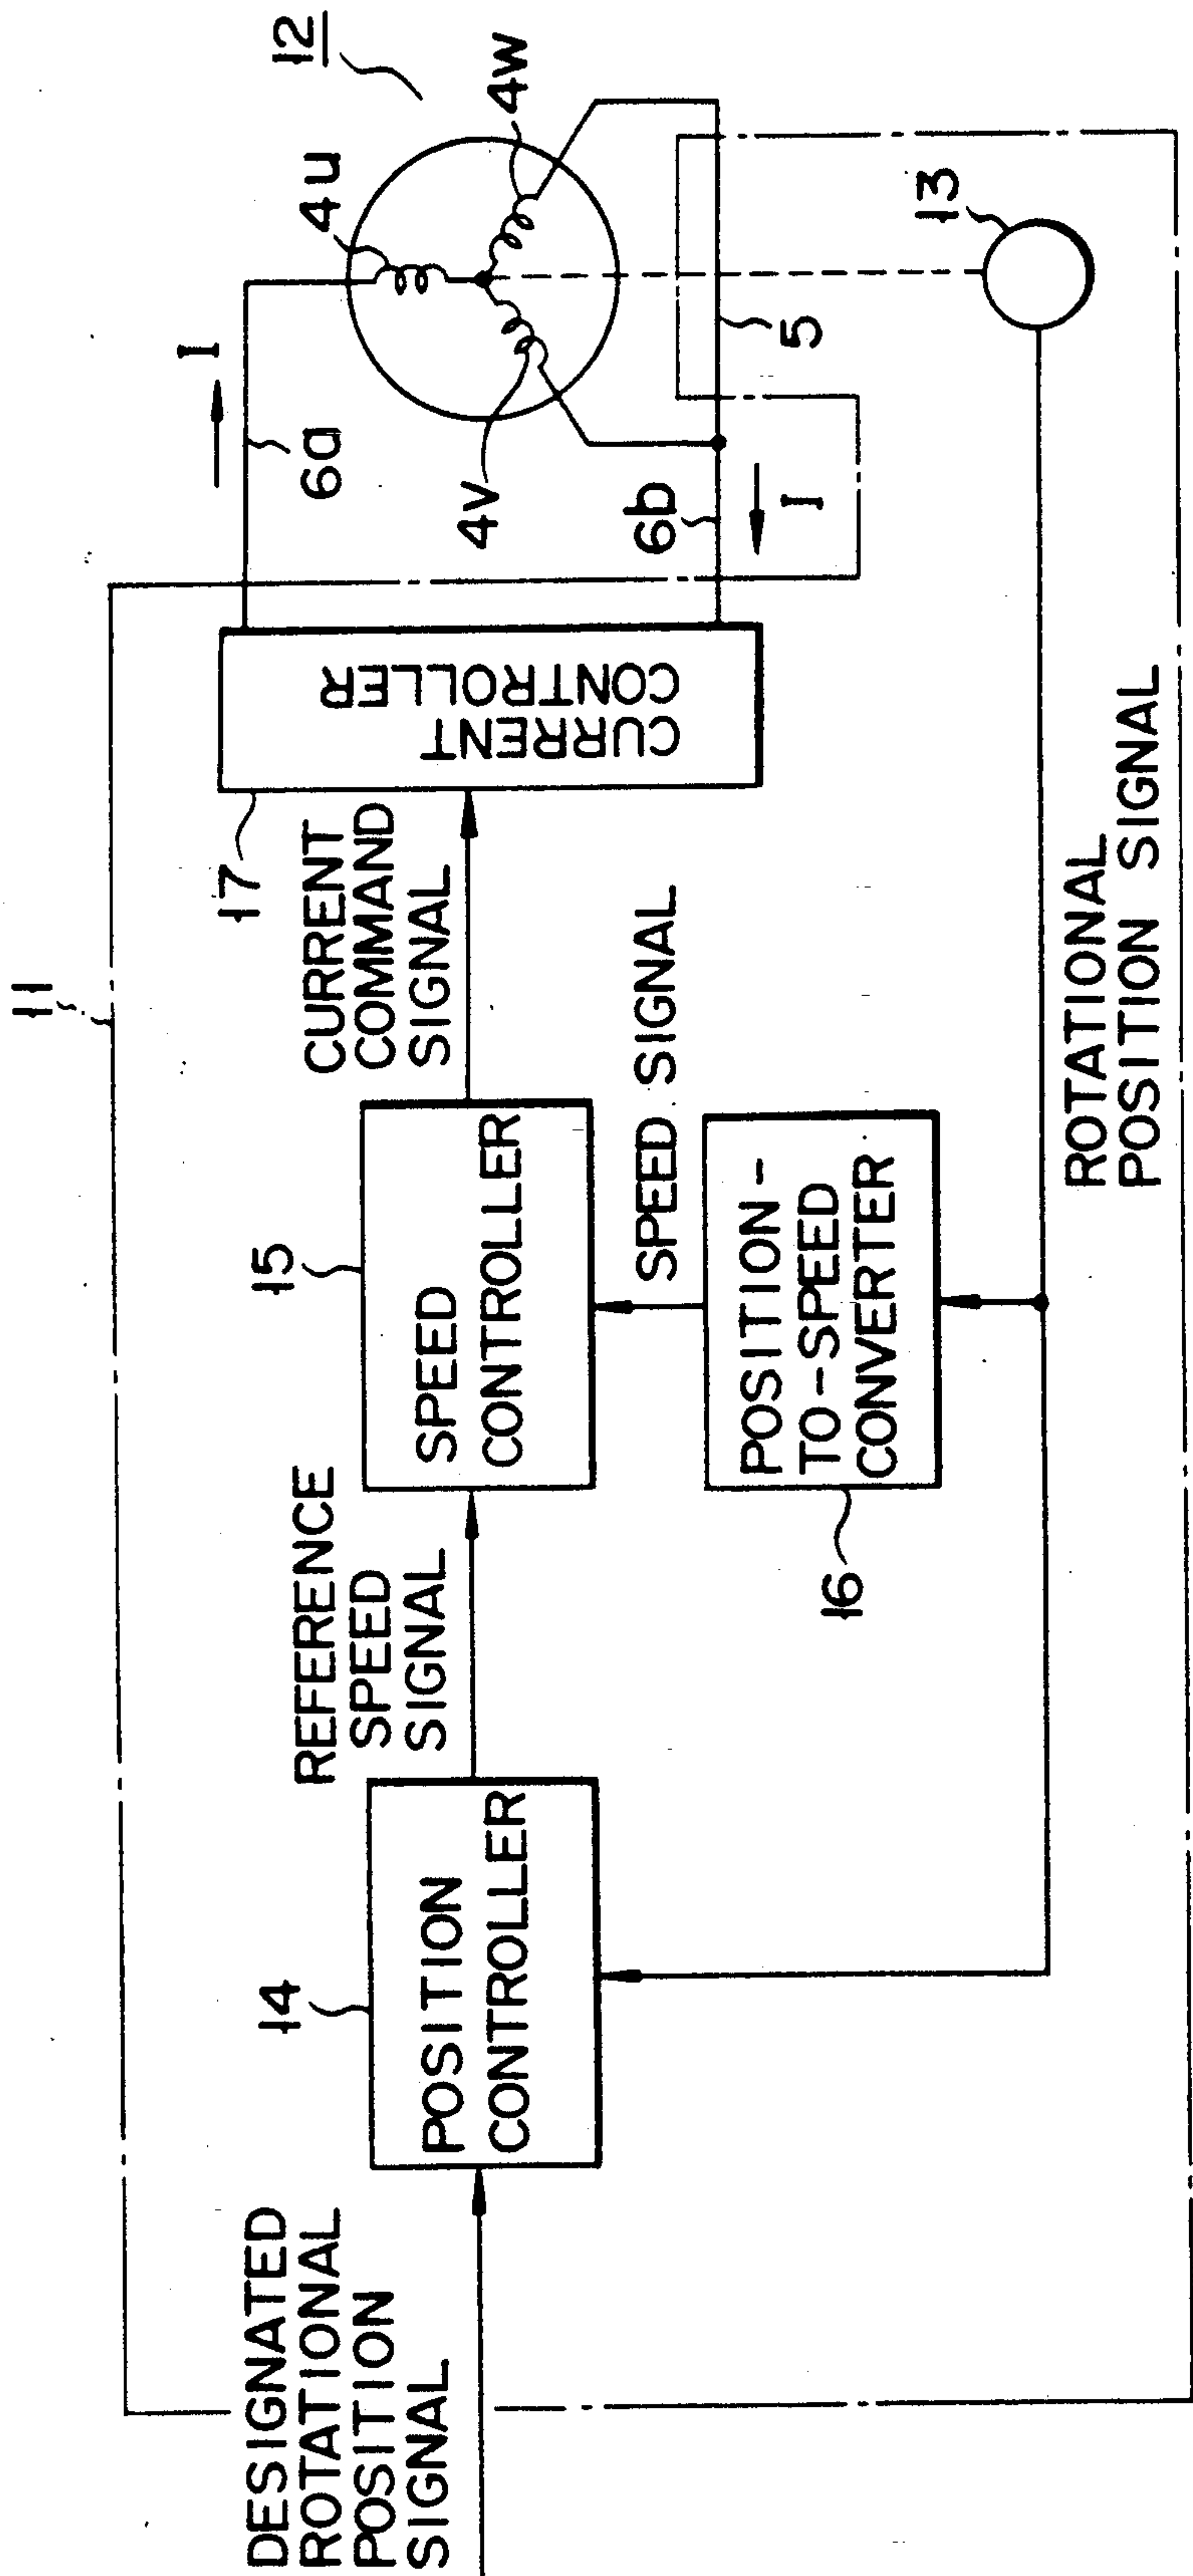 11
12
DESIGNATED
ROTATIONAL
POSITION
SIGNAL
14
POSITION
CONTROLLER
REFERENCE
SPEED
SIGNAL
15
SPEED
CONTROLLER
CURRENT
COMMAND
SIGNAL
17
CURRENT
CONTROLLER
I
6a
4u
4v
4w
6b
I
5
SPEED SIGNAL
16
POSITION-
TO-SPEED
CONVERTER
13
ROTATIONAL
POSITION SIGNAL